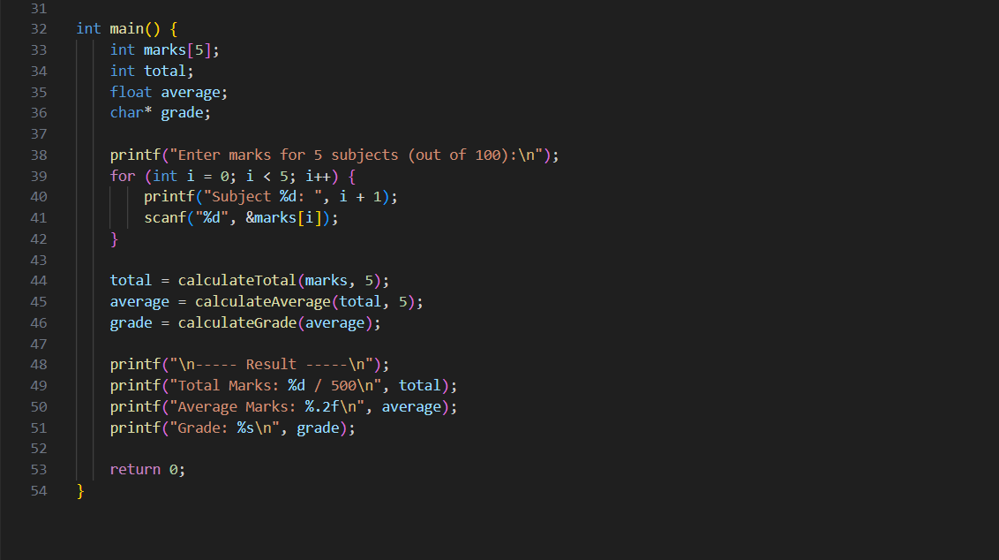 31
32 int main() {
33     int marks[5];
34     int total;
35     float average;
36     char* grade;
37
38     printf("Enter marks for 5 subjects (out of 100):\n");
39     for (int i = 0; i < 5; i++) {
40         printf("Subject %d: ", i + 1);
41         scanf("%d", &marks[i]);
42     }
43
44     total = calculateTotal(marks, 5);
45     average = calculateAverage(total, 5);
46     grade = calculateGrade(average);
47
48     printf("\n----- Result -----\n");
49     printf("Total Marks: %d / 500\n", total);
50     printf("Average Marks: %.2f\n", average);
51     printf("Grade: %s\n", grade);
52
53     return 0;
54 }